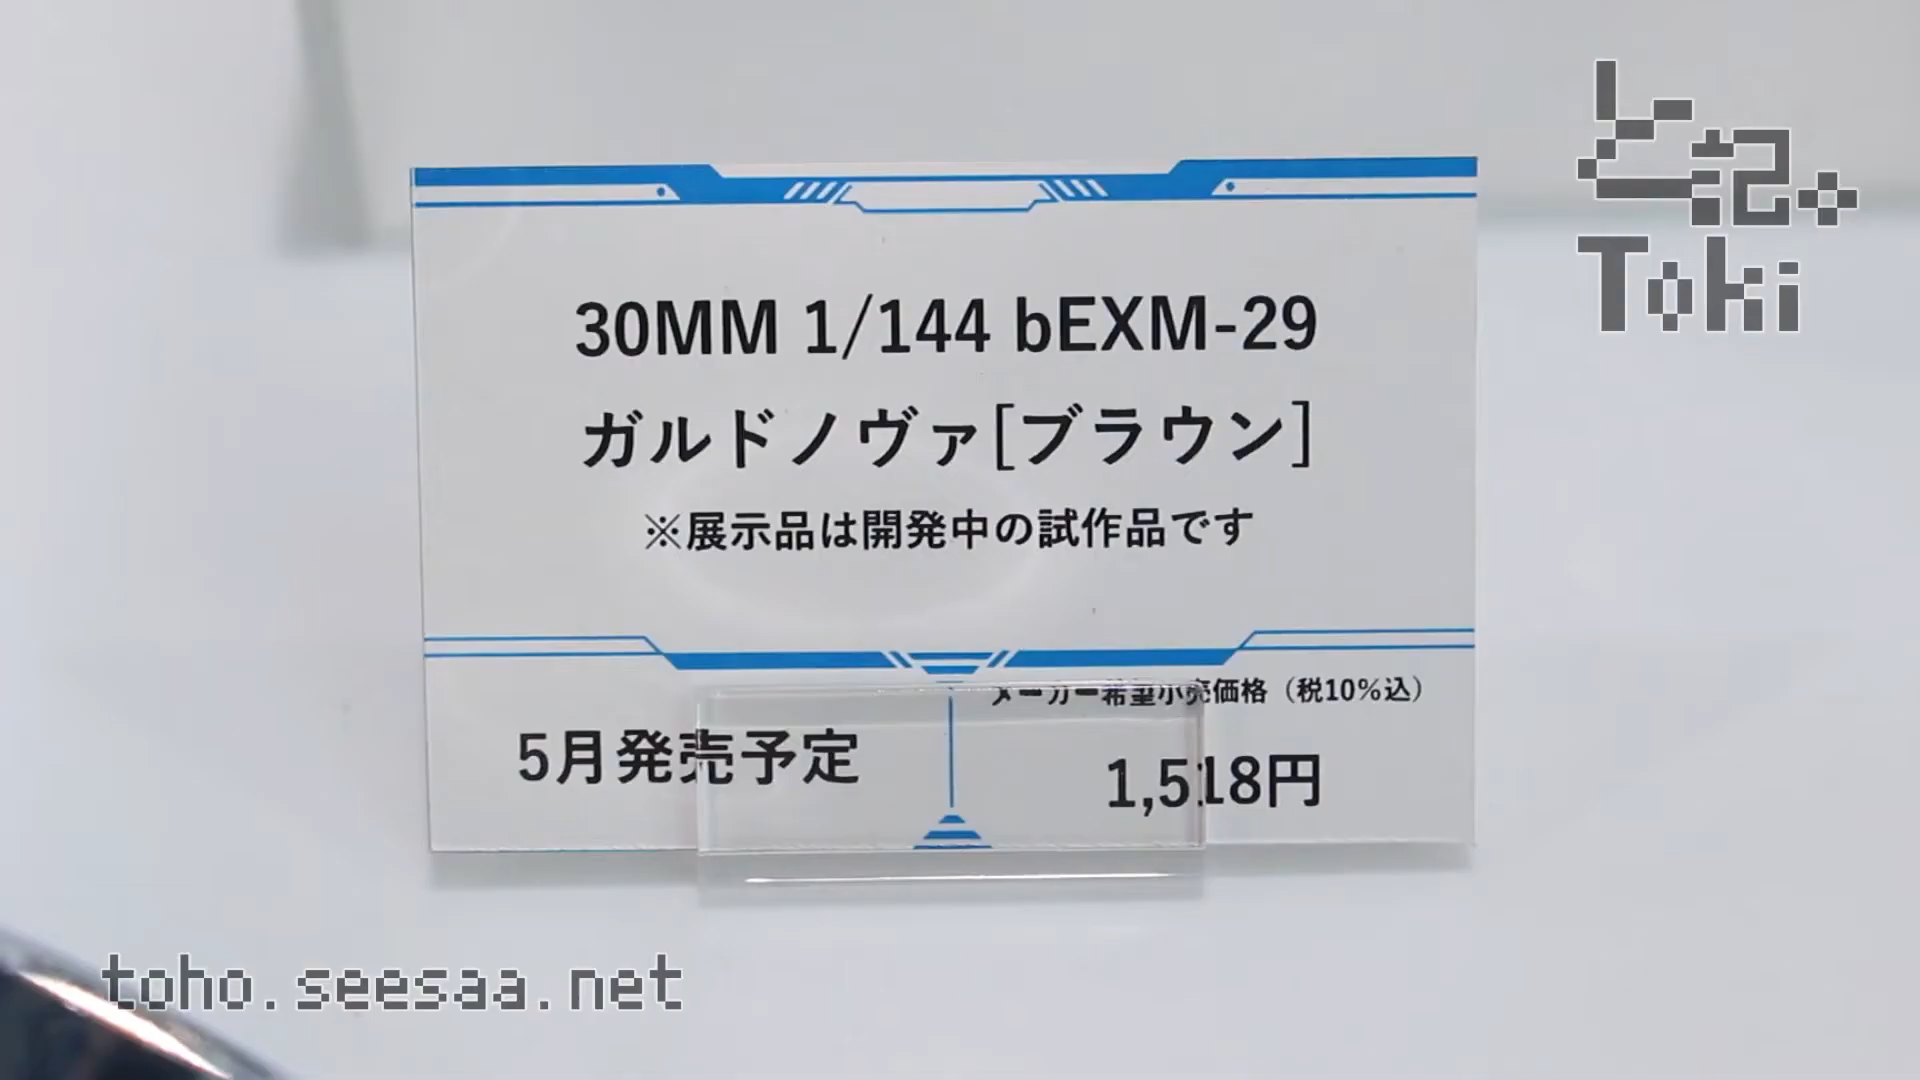 と記。
Toki
30MM 1/144 bEXM-29
ガルドノヴァ[ブラウン]
※展示品は開発中の試作品です
メーカー希望小売価格（税10%込）
5月発売予定
1,518円
toho.seesaa.net